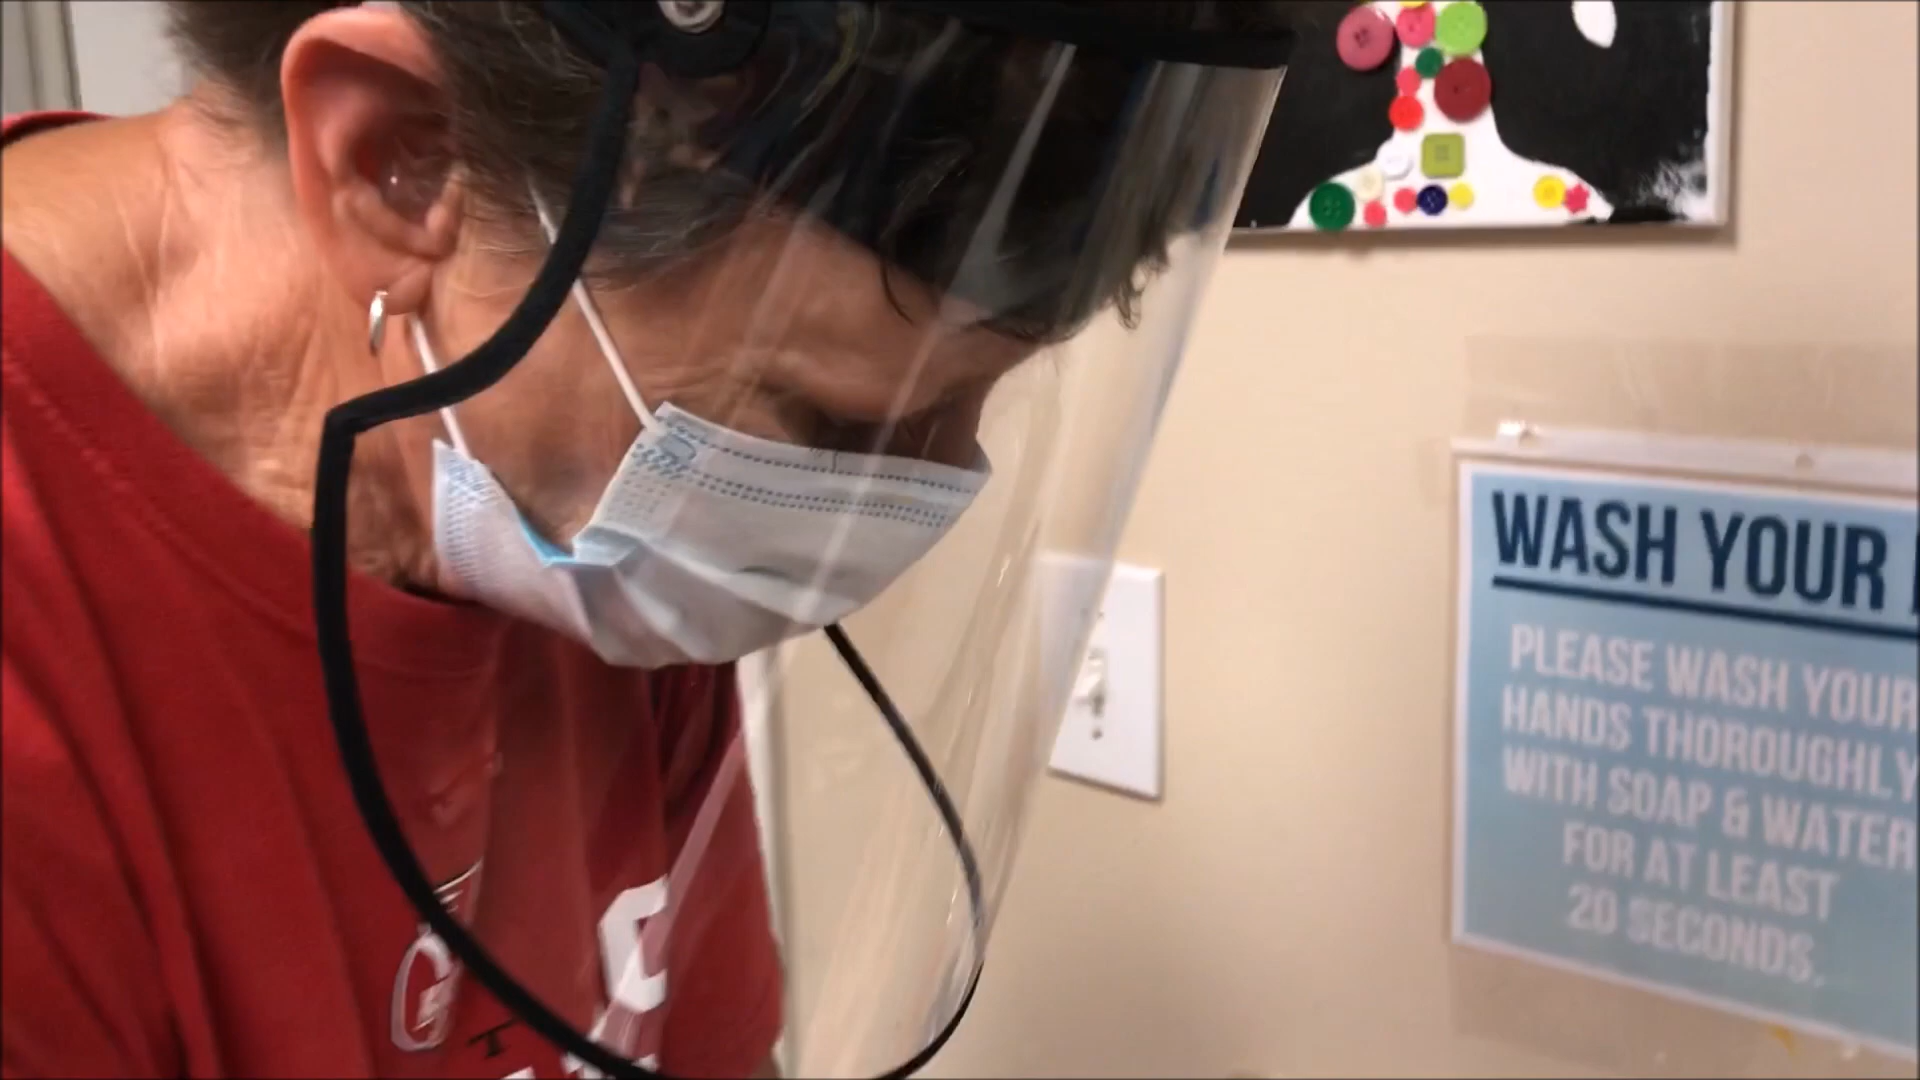 WASH YOUR
PLEASE WASH YOUR
HANDS THOROUGHLY
WITH SOAP & WATER
FOR AT LEAST
20 SECONDS.